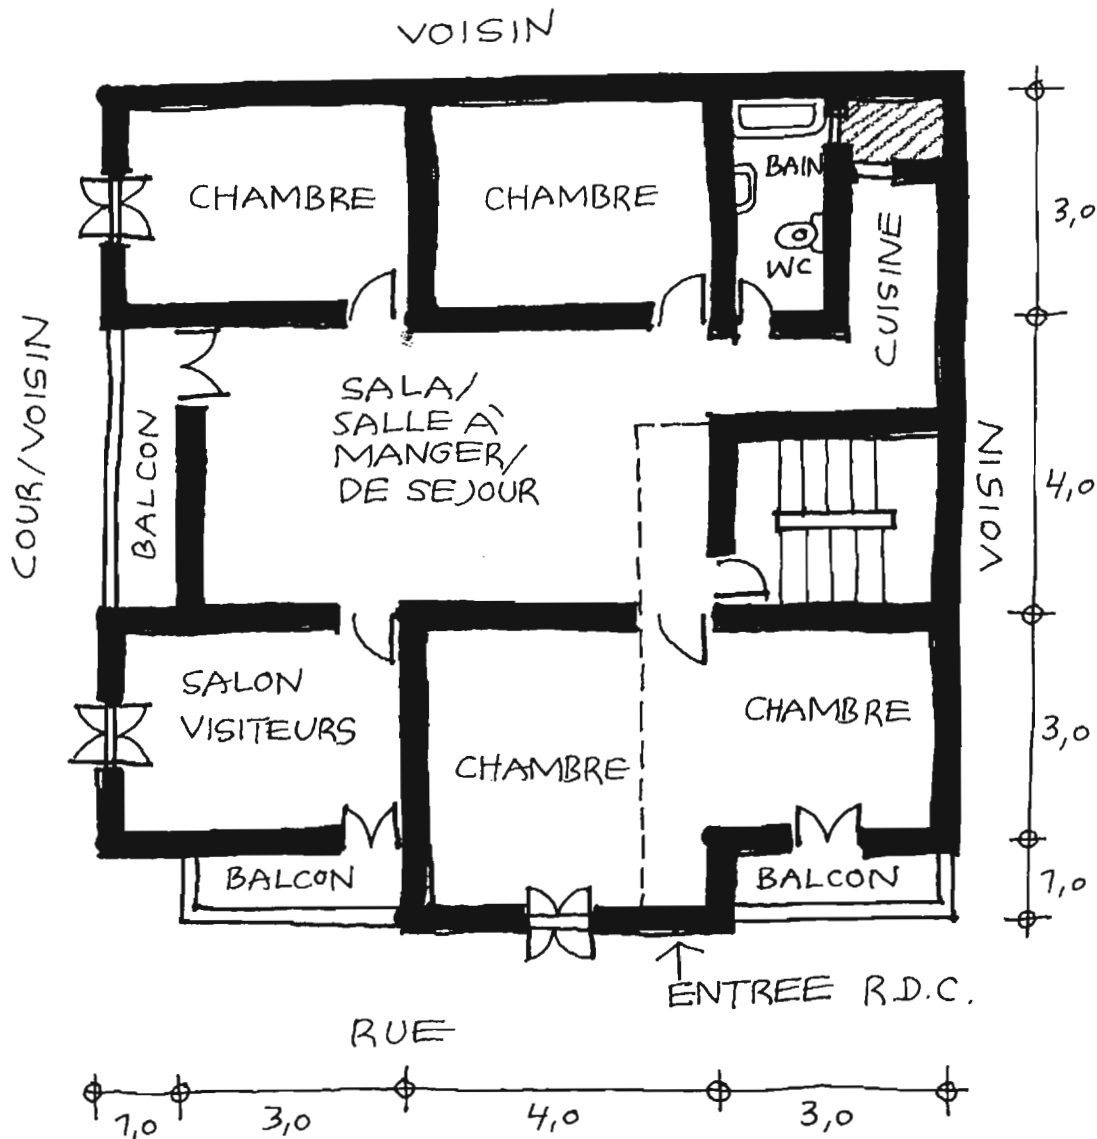 VOISIN
CHAMBRE
CHAMBRE
BAIN
WC
CUISINE
3,0
COUR/VOISIN
BALCON
SALA/
SALLE À
MANGER/
DE SEJOUR
VOISIN
4,0
SALON
VISITEURS
CHAMBRE
CHAMBRE
3,0
BALCON
BALCON
1,0
ENTREE R.D.C.
RUE
1,0
3,0
4,0
3,0